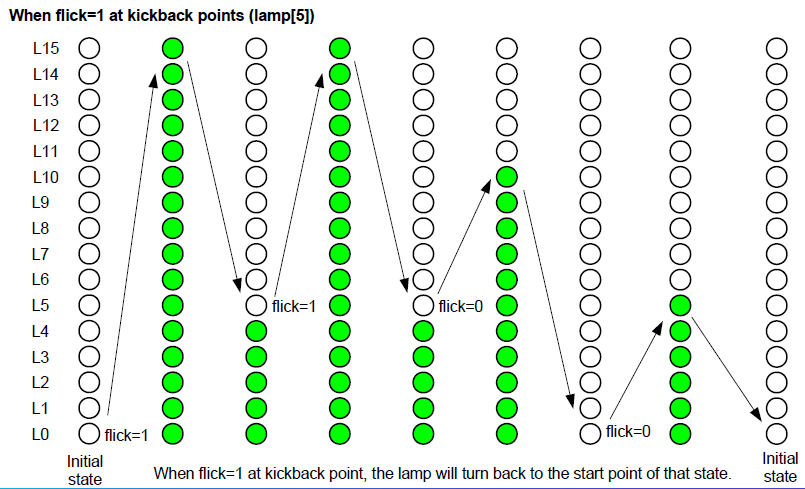 When flick=1 at kickback points (lamp[5])
L15
L14
L13
L12
L11
L10
L9
L8
L7
L6
L5 flick=1 flick=0
L4
L3
L2
L1
L0 flick=1 flick=0
Initial state
When flick=1 at kickback point, the lamp will turn back to the start point of that state.
Initial state